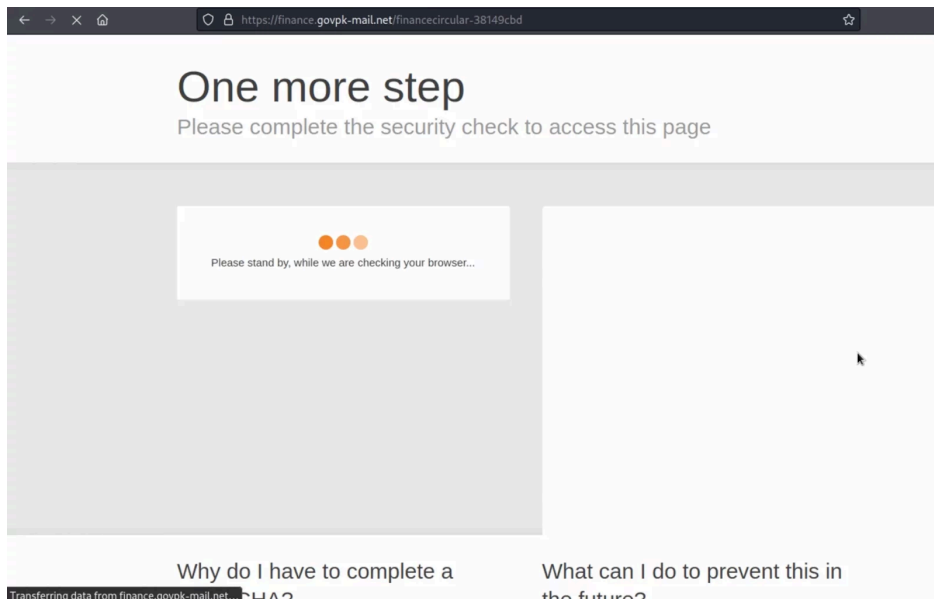 https://finance.govpk-mail.net/financecircular-38149cbd
One more step
Please complete the security check to access this page
Please stand by, while we are checking your browser...
Why do I have to complete a
What can I do to prevent this in
the future?
Transferring data from finance.govpk-mail.net...